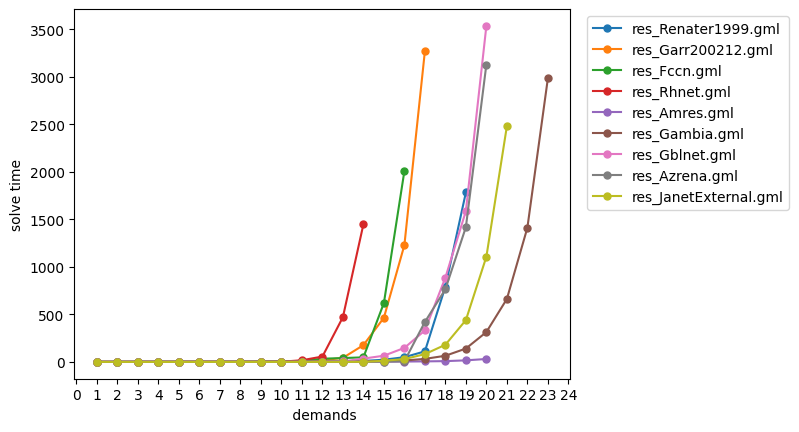 3500
3000
2500
2000
1500
1000
500
0
solve time
0 1 2 3 4 5 6 7 8 9 10 11 12 13 14 15 16 17 18 19 20 21 22 23 24
demands
res_Renater1999.gml
res_Garr200212.gml
res_Fccn.gml
res_Rhnet.gml
res_Amres.gml
res_Gambia.gml
res_Gblnet.gml
res_Azrena.gml
res_JanetExternal.gml